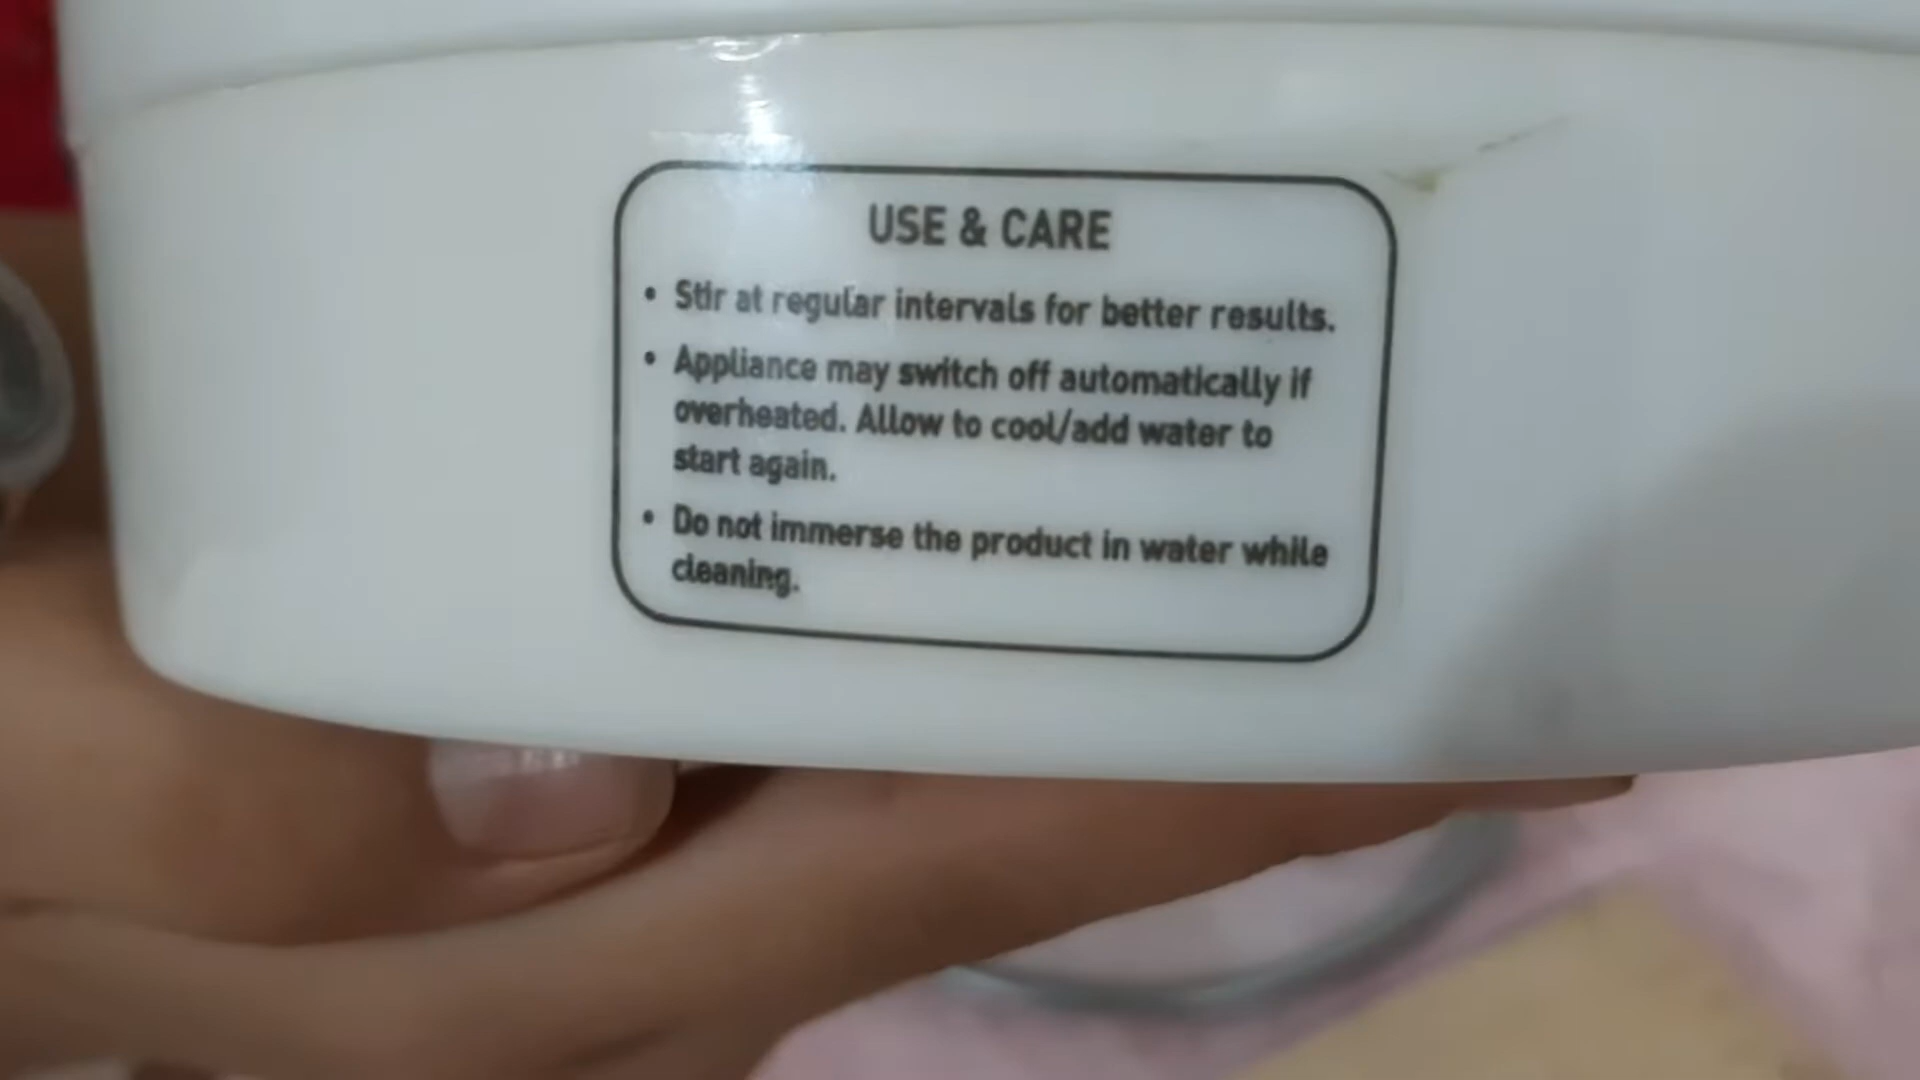 USE & CARE
• Stir at regular intervals for better results.
• Appliance may switch off automatically if
overheated. Allow to cool/add water to
start again.
• Do not immerse the product in water while
cleaning.